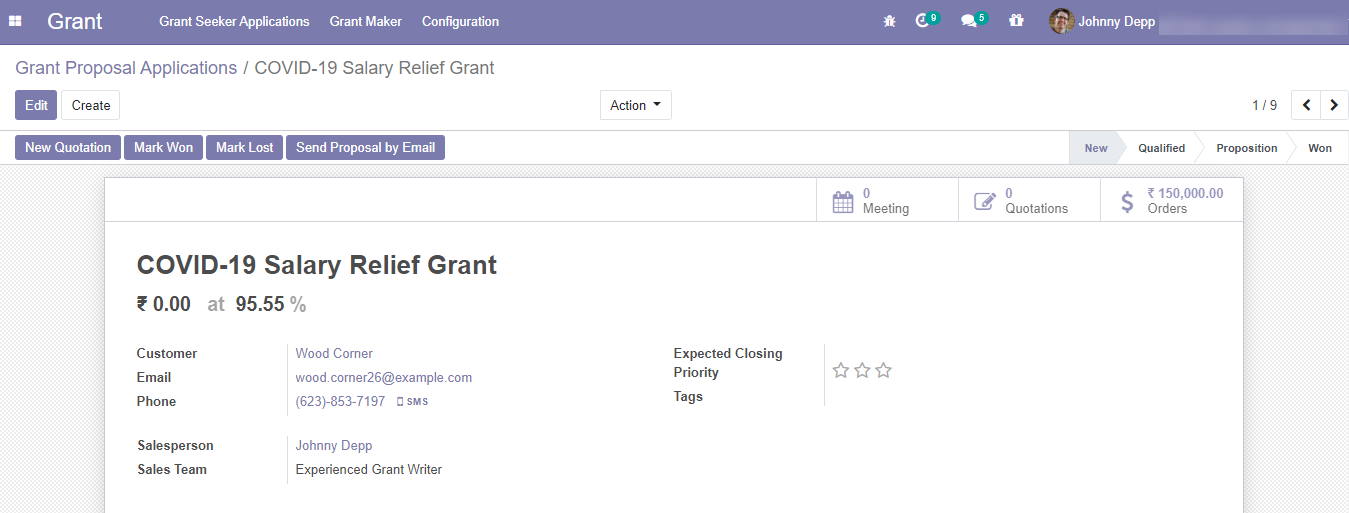 Grant Grant Seeker Applications Grant Maker Configuration 9 5 Johnny Depp
Grant Proposal Applications / COVID-19 Salary Relief Grant
Edit Create Action 1 / 9
New Quotation Mark Won Mark Lost Send Proposal by Email New Qualified Proposition Won
0 Meeting
0 Quotations
₹ 150,000.00 Orders
COVID-19 Salary Relief Grant
₹ 0.00 at 95.55 %
Customer Wood Corner
Email wood.corner26@example.com
Phone (623)-853-7197 SMS
Expected Closing
Priority
Tags
Salesperson Johnny Depp
Sales Team Experienced Grant Writer